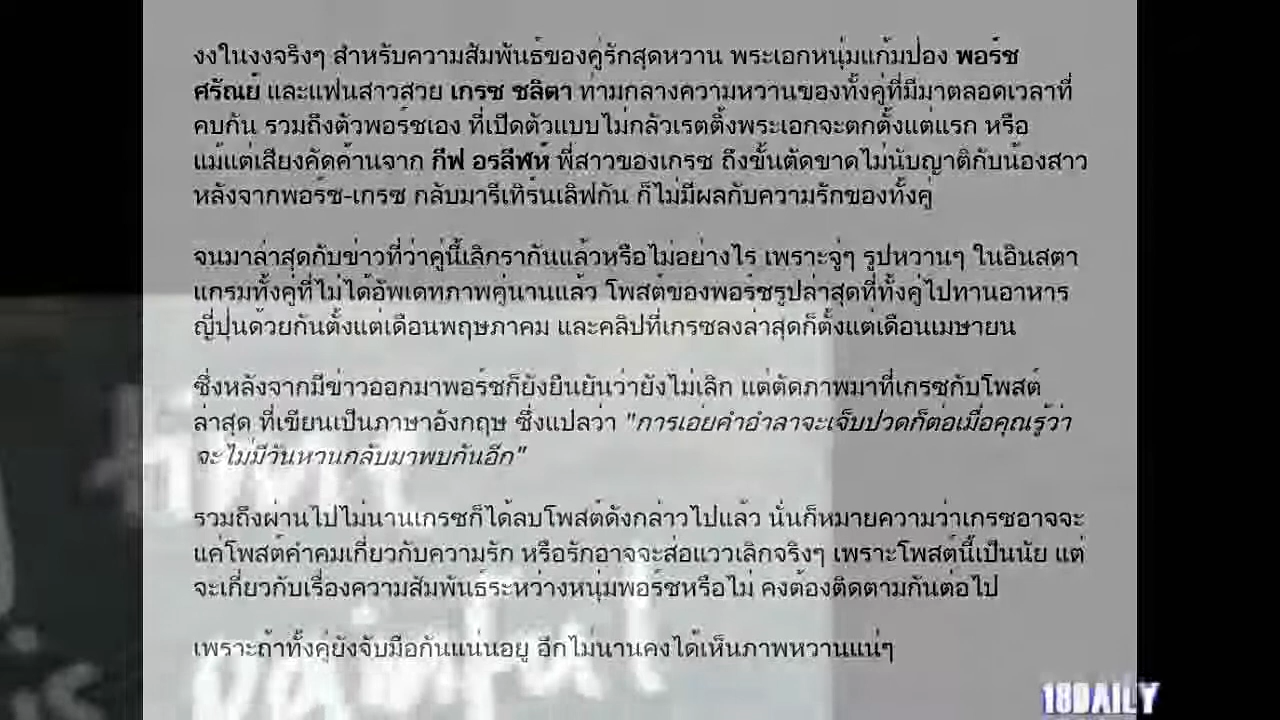 งงในงงจริงๆ สำหรับความสัมพันธ์ของคู่รักสุดหวาน พระเอกหนุ่มแก้มป่อง พอร์ช
ศรัณย์ และแฟนสาวสวย เกรซ ชลิตา ท่ามกลางความหวานของทั้งคู่ที่มีมาตลอดเวลาที่
คบกัน รวมถึงตัวพอร์ชเอง ที่เปิดตัวแบบไม่กลัวเรตติ้งพระเอกจะตกตั้งแต่แรก หรือ
แม้แต่เสียงคัดค้านจาก กีฟ อรลีฬห์ พี่สาวของเกรซ ถึงขั้นตัดขาดไม่นับญาติกับน้องสาว
หลังจากพอร์ช-เกรซ กลับมารีเทิร์นเลิฟกัน ก็ไม่มีผลกับความรักของทั้งคู่
จนมาล่าสุดกับข่าวที่ว่าคู่นี้เลิกรากันแล้วหรือไม่อย่างไร เพราะจู่ๆ รูปหวานๆ ในอินสตา
แกรมทั้งคู่ที่ไม่ได้อัพเดทภาพคู่นานแล้ว โพสต์ของพอร์ชรูปล่าสุดที่ทั้งคู่ไปทานอาหาร
ญี่ปุ่นด้วยกันตั้งแต่เดือนพฤษภาคม และคลิปที่เกรซลงล่าสุดก็ตั้งแต่เดือนเมษายน
ซึ่งหลังจากมีข่าวออกมาพอร์ชก็ยังยืนยันว่ายังไม่เลิก แต่ตัดภาพมาที่เกรซกับโพสต์
ล่าสุด ที่เขียนเป็นภาษาอังกฤษ ซึ่งแปลว่า "การเอ่ยคำอำลาจะเจ็บปวดก็ต่อเมื่อคุณรู้ว่า
จะไม่มีวันหวนกลับมาพบกันอีก"
รวมถึงผ่านไปไม่นานเกรซก็ได้ลบโพสต์ดังกล่าวไปแล้ว นั่นก็หมายความว่าเกรซอาจจะ
แค่โพสต์คำคมเกี่ยวกับความรัก หรือรักอาจจะส่อแววเลิกจริงๆ เพราะโพสต์นี้เป็นนัย แต่
จะเกี่ยวกับเรื่องความสัมพันธ์ระหว่างหนุ่มพอร์ชหรือไม่ คงต้องติดตามกันต่อไป
เพราะถ้าทั้งคู่ยังจับมือกันแน่นอยู่ อีกไม่นานคงได้เห็นภาพหวานแน่ๆ
painful
18DAILY